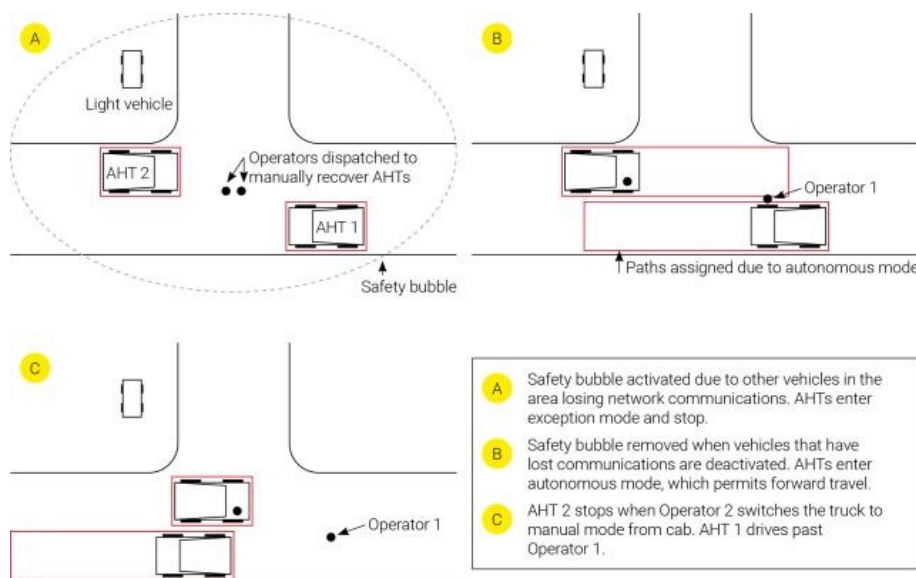 A
Light vehicle
AHT 2
Operators dispatched to
manually recover AHTs
AHT 1
Safety bubble
B
Operator 1
Paths assigned due to autonomous mode
C
Operator 1
A
Safety bubble activated due to other vehicles in the
area losing network communications. AHTs enter
exception mode and stop.
B
Safety bubble removed when vehicles that have
lost communications are deactivated. AHTs enter
autonomous mode, which permits forward travel.
C
AHT 2 stops when Operator 2 switches the truck to
manual mode from cab. AHT 1 drives past
Operator 1.